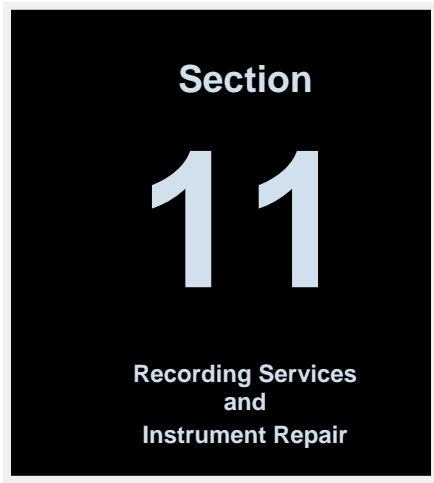 Section
11
Recording Services
and
Instrument Repair